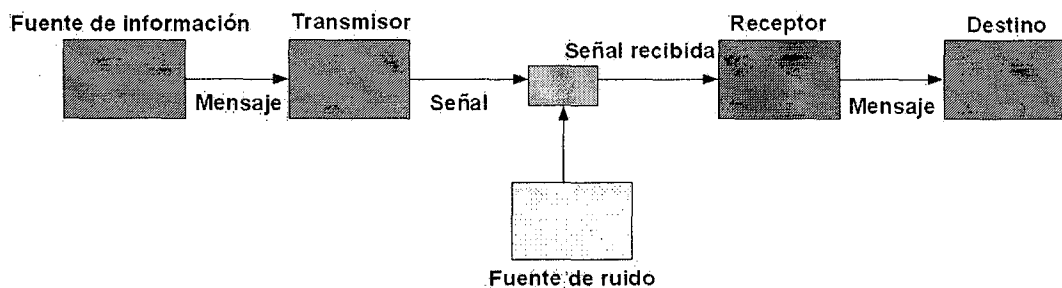 Fuente de información
Transmisor
Receptor
Destino
Señal recibida
Mensaje
Señal
Mensaje
Fuente de ruido